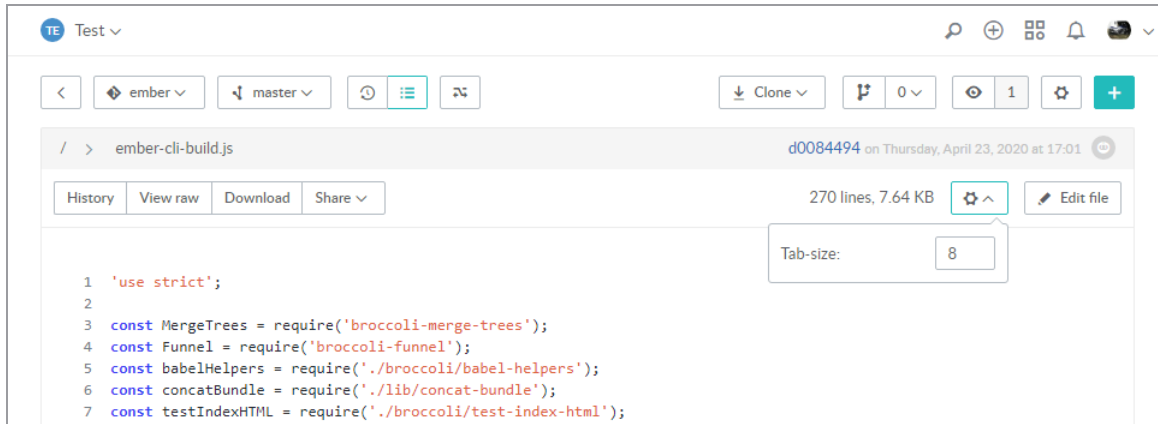 TE Test
ember master Clone 0 1 +
/ > ember-cli-build.js d0084494 on Thursday, April 23, 2020 at 17:01
History View raw Download Share 270 lines, 7.64 KB Edit file
Tab-size: 8
1 'use strict';
2
3 const MergeTrees = require('broccoli-merge-trees');
4 const Funnel = require('broccoli-funnel');
5 const babelHelpers = require('./broccoli/babel-helpers');
6 const concatBundle = require('./lib/concat-bundle');
7 const testIndexHTML = require('./broccoli/test-index-html');